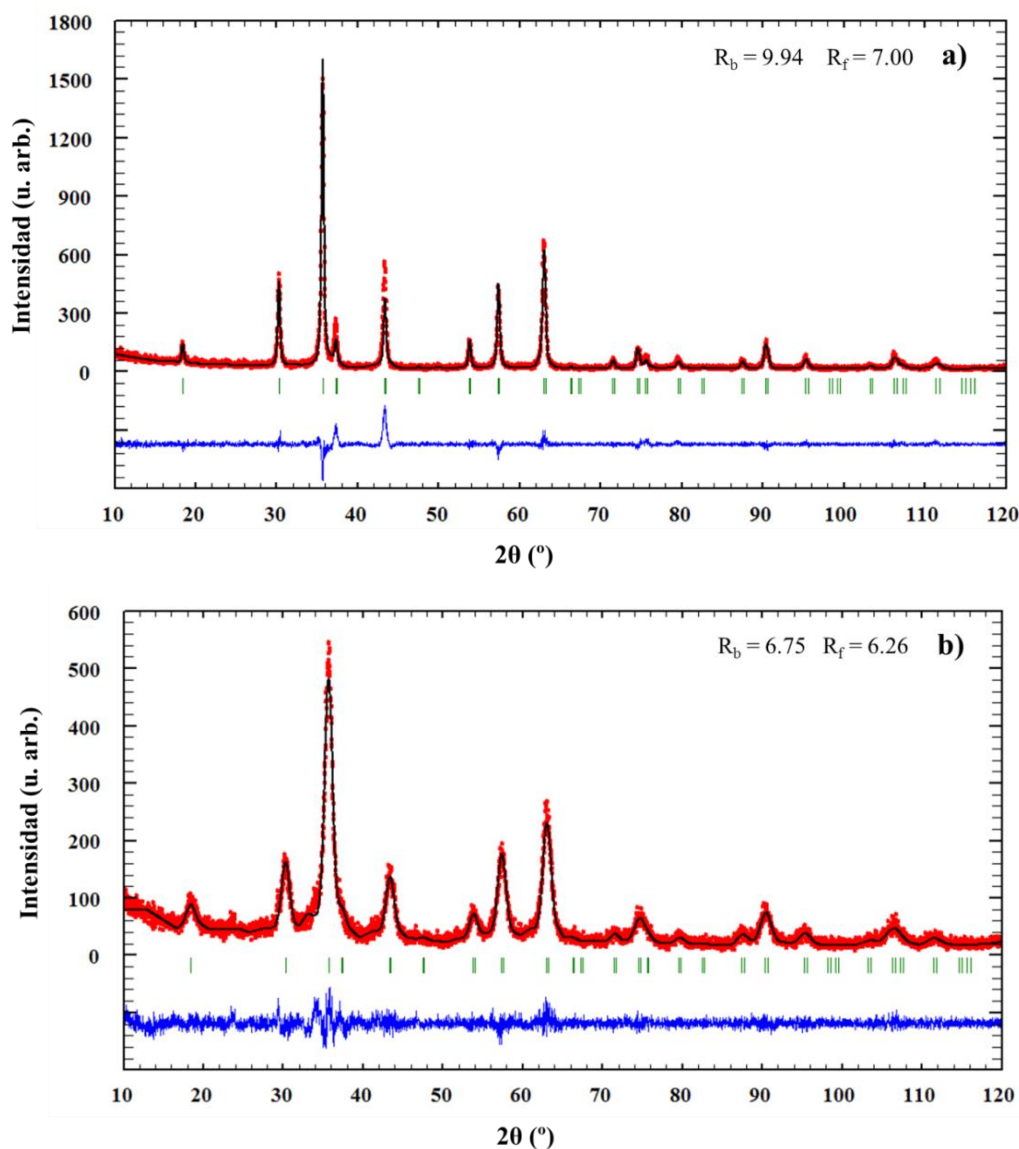 1800
R_b = 9.94 R_f = 7.00 a)
1500
1200
900
600
300
0
Intensidad (u. arb.)
10 20 30 40 50 60 70 80 90 100 110 120
2θ (º)
600
R_b = 6.75 R_f = 6.26 b)
500
400
300
200
100
0
Intensidad (u. arb.)
10 20 30 40 50 60 70 80 90 100 110 120
2θ (º)